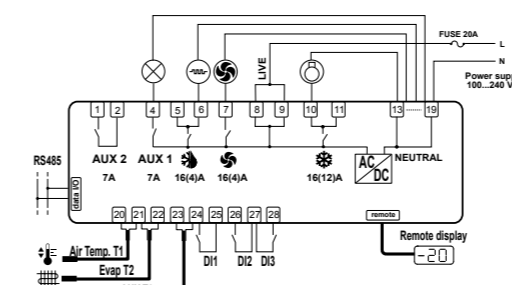 FUSE 20A
L
N
LIVE
Power sup
100...240 V
1 2 4 5 6 7 8 9 10 11 13 19
AUX 2 AUX 1 AC DC NEUTRAL
7A 7A 16(4)A 16(4)A 16(12)A
RS485
data I/O
20 21 22 23 24 25 26 27 28
remote
Air Temp. T1
DI1 DI2 DI3
Remote display
-20
Evap T2